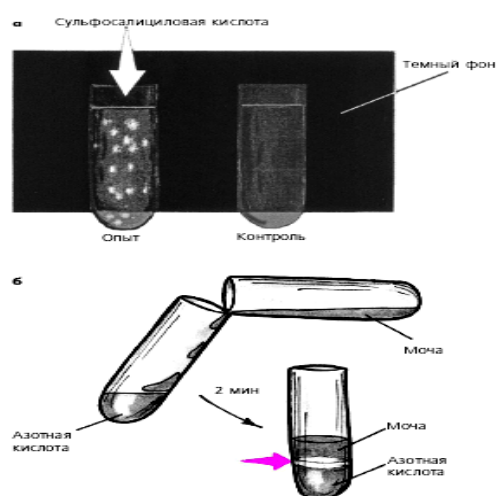 а
Сульфосалициловая кислота
Темный фон
Опыт
Контроль
б
Моча
2 мин
Азотная
кислота
Моча
Азотная
кислота